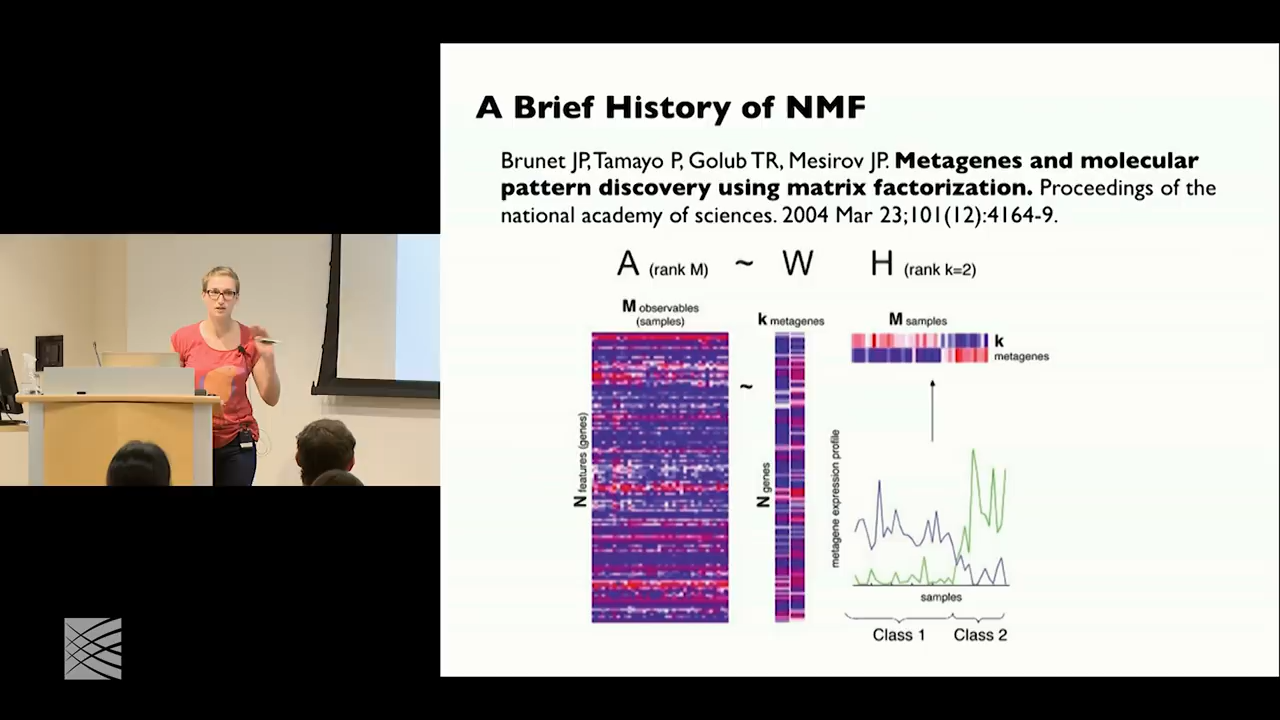 A Brief History of NMF
Brunet JP, Tamayo P, Golub TR, Mesirov JP. Metagenes and molecular
pattern discovery using matrix factorization. Proceedings of the
national academy of sciences. 2004 Mar 23;101(12):4164-9.
A (rank M) ~ W H (rank k=2)
M observables
(samples)
k metagenes
M samples
k
metagenes
~
N features (genes)
N genes
metagene expression profile
samples
Class 1 Class 2